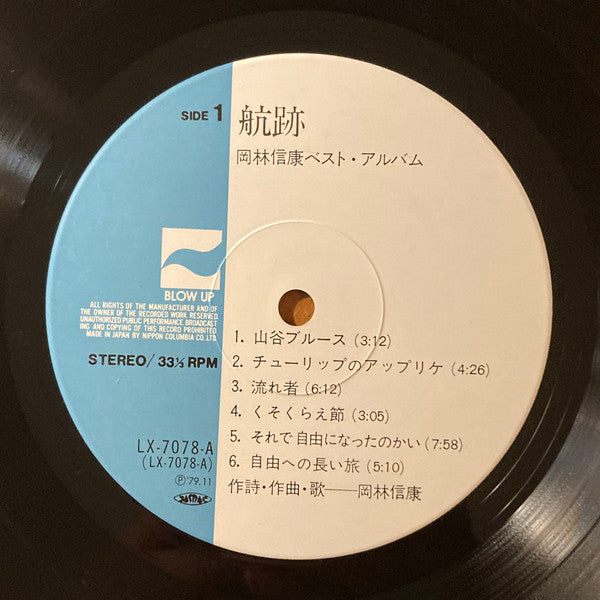 SIDE 1
航跡
岡林信康ベスト・アルバム
BLOW UP
ALL RIGHTS OF THE MANUFACTURER AND OF
THE OWNER OF THE RECORDED WORK RESERVED.
UNAUTHORIZED PUBLIC PERFORMANCE BROADCAST
ING AND COPYING OF THIS RECORD PROHIBITED.
MADE IN JAPAN BY NIPPON COLUMBIA CO., LTD.
STEREO/33⅓ RPM
LX-7078-A
(LX-7078-A)
Ⓟ'79.11
JASRAC
1. 山谷ブルース (3:12)
2. チューリップのアップリケ (4:26)
3. 流れ者 (6:12)
4. くそくらえ節 (3:05)
5. それで自由になったのかい (7:58)
6. 自由への長い旅 (5:10)
作詩・作曲・歌──岡林信康